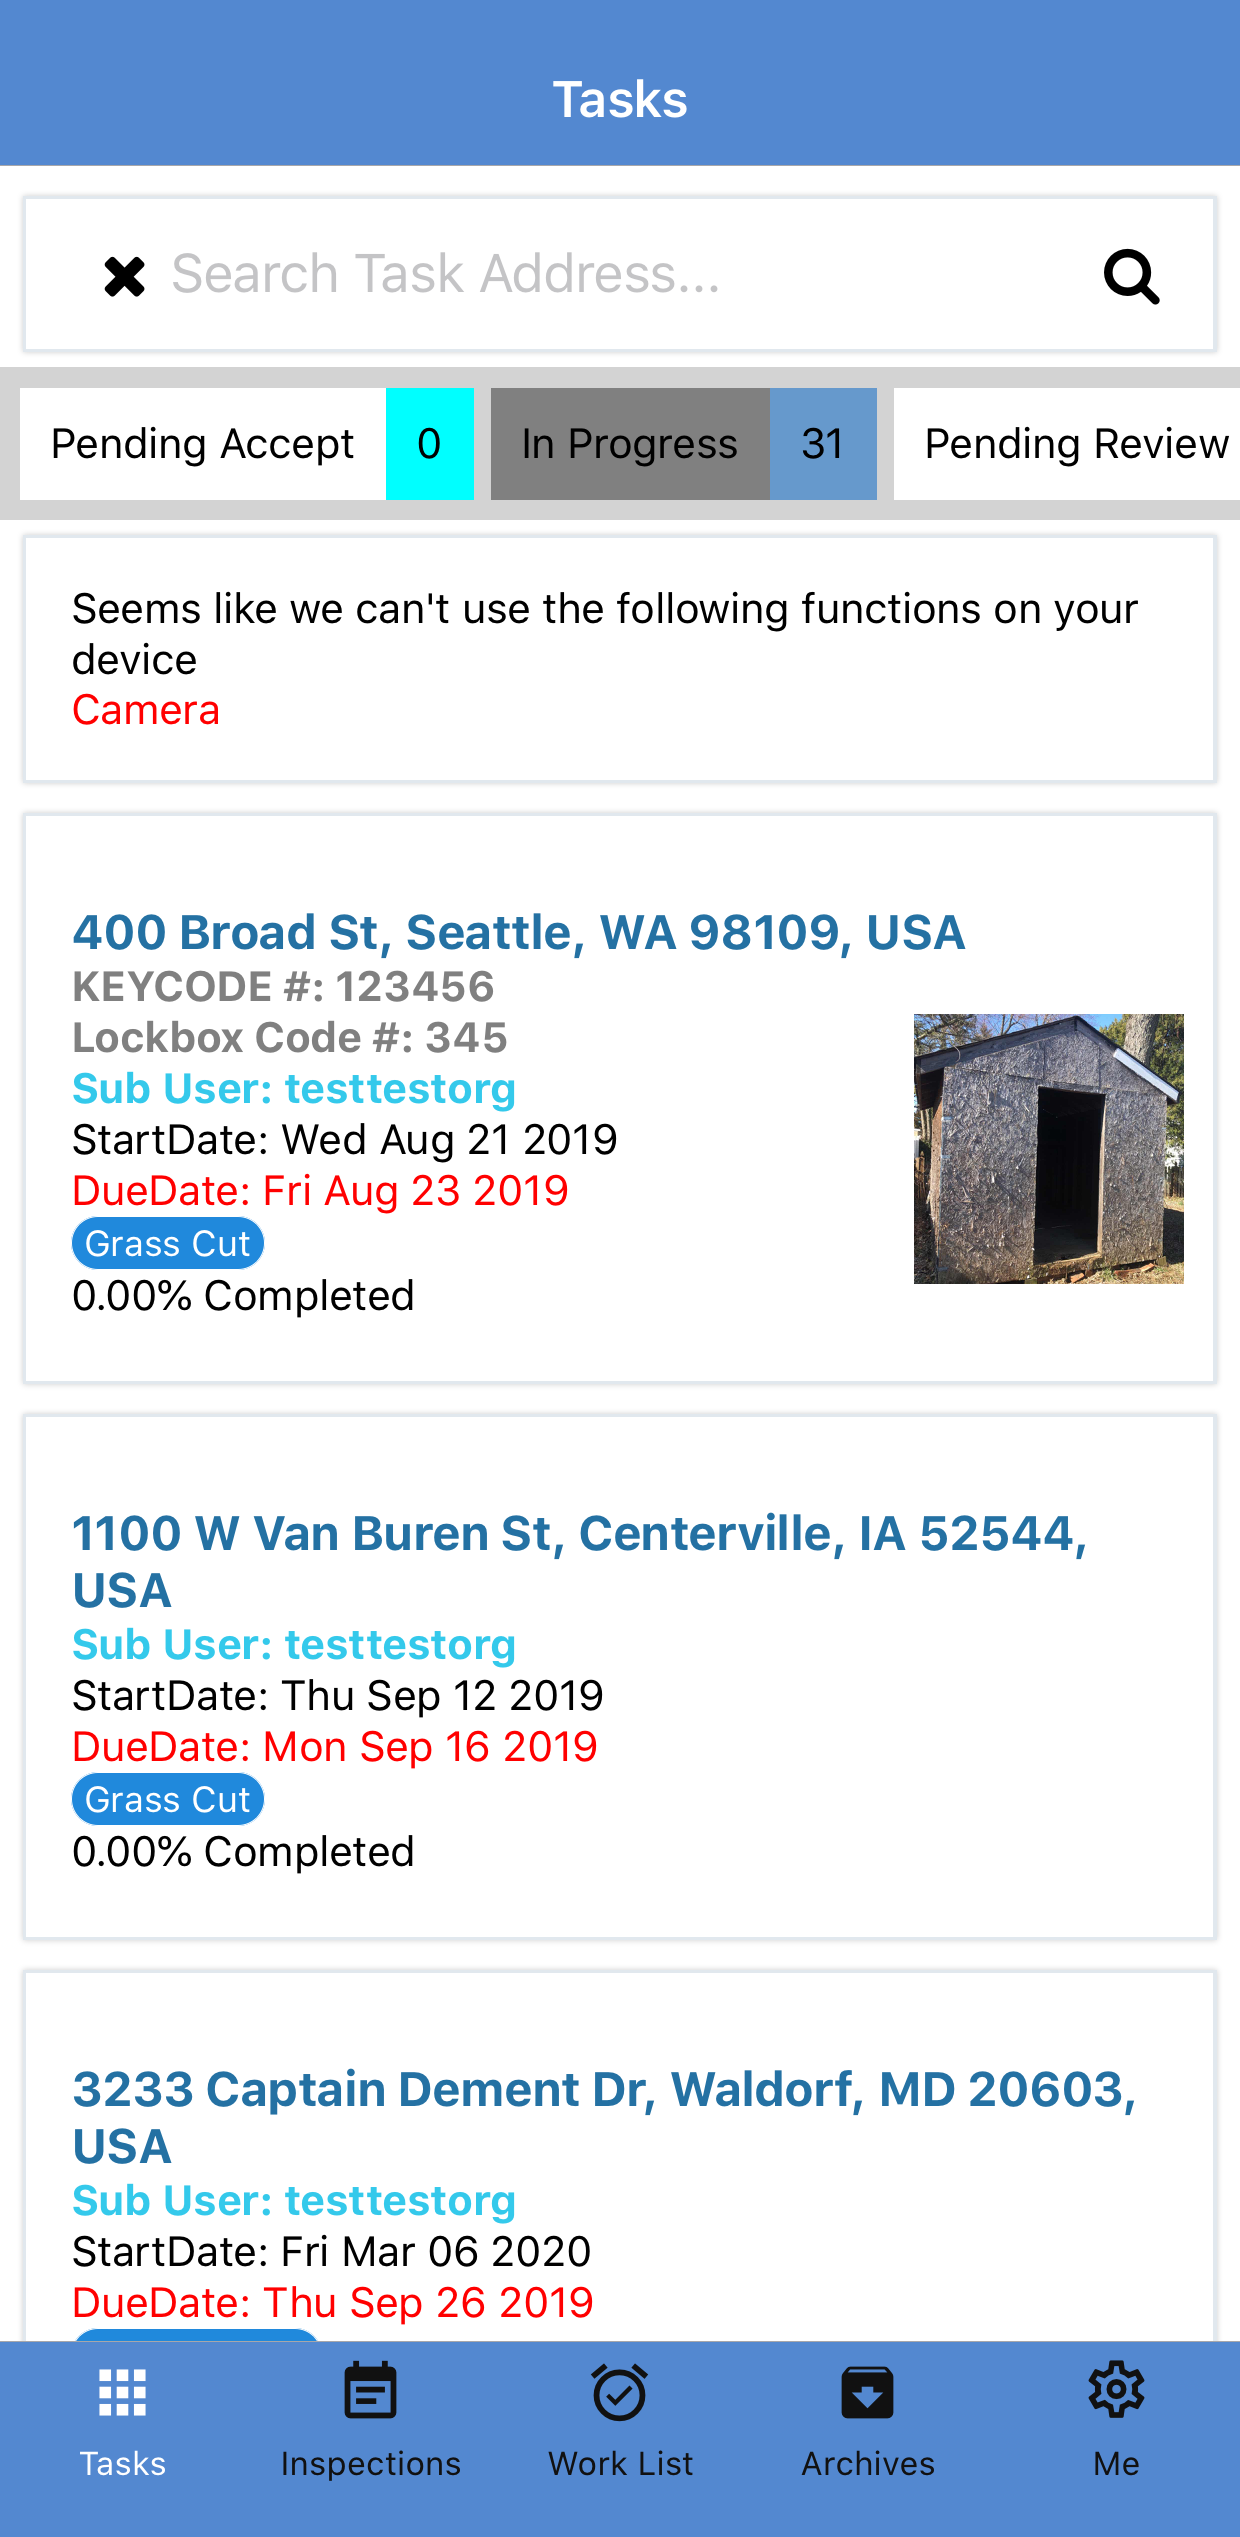 Tasks
Search Task Address...
Pending Accept 0 In Progress 31 Pending Review
Seems like we can't use the following functions on your
device
Camera
400 Broad St, Seattle, WA 98109, USA
KEYCODE #: 123456
Lockbox Code #: 345
Sub User: testtestorg
StartDate: Wed Aug 21 2019
DueDate: Fri Aug 23 2019
Grass Cut
0.00% Completed
1100 W Van Buren St, Centerville, IA 52544,
USA
Sub User: testtestorg
StartDate: Thu Sep 12 2019
DueDate: Mon Sep 16 2019
Grass Cut
0.00% Completed
3233 Captain Dement Dr, Waldorf, MD 20603,
USA
Sub User: testtestorg
StartDate: Fri Mar 06 2020
DueDate: Thu Sep 26 2019
Tasks Inspections Work List Archives Me